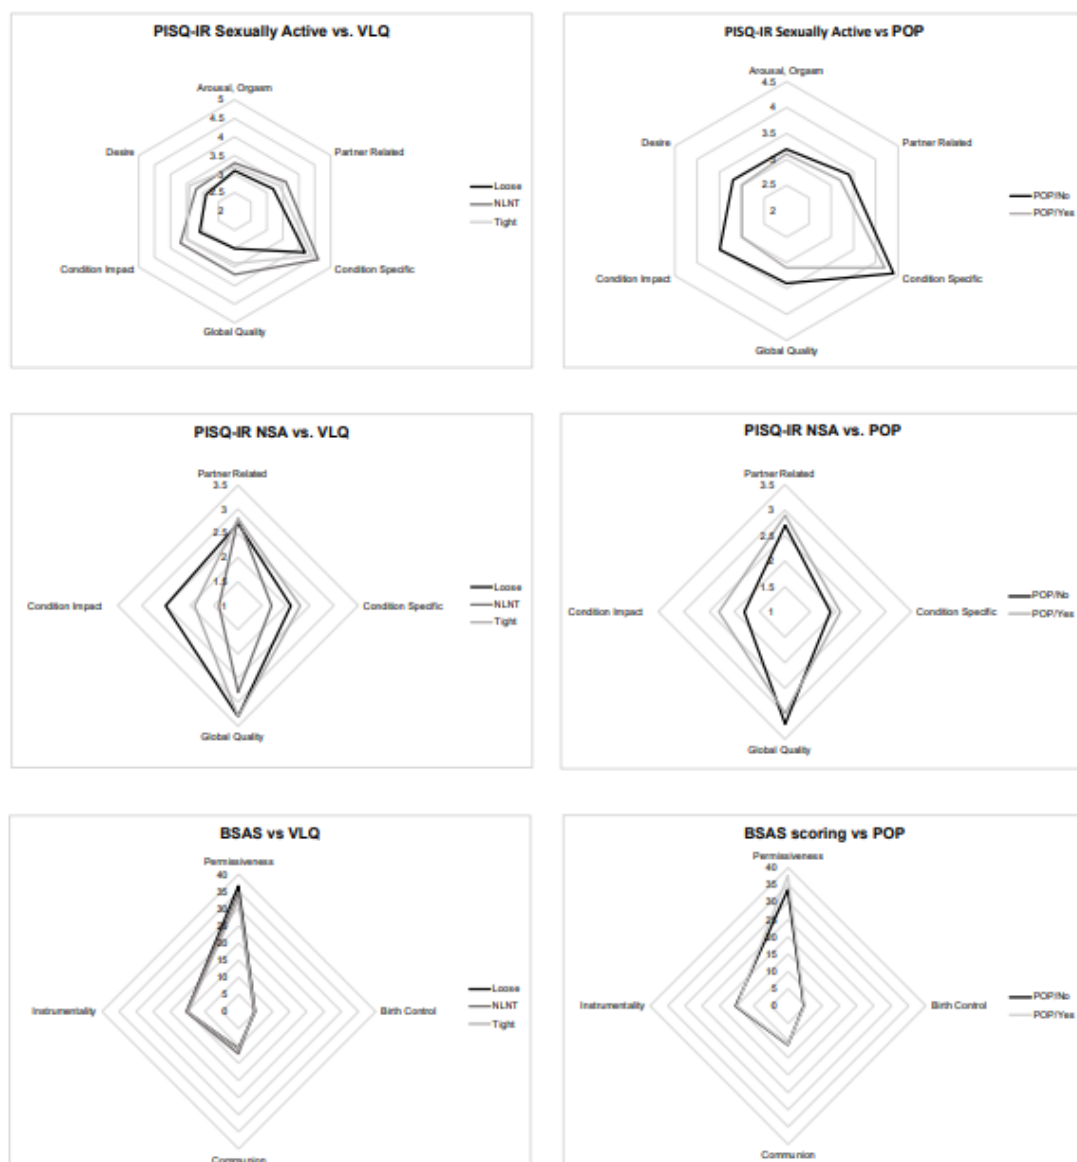 PISQ-IR Sexually Active vs. VLQ
Arousal, Orgasm
5
4.5
4
3.5
3
2.5
2
Desire
Partner Related
Condition Impact
Condition Specific
Global Quality
Loose
NLNT
Tight
PISQ-IR Sexually Active vs POP
Arousal, Orgasm
4.5
4
3.5
3
2.5
2
Desire
Partner Related
Condition Impact
Condition Specific
Global Quality
POP/No
POP/Yes
PISQ-IR NSA vs. VLQ
Partner Related
3.5
3
2.5
2
1.5
1
Condition Impact
Condition Specific
Global Quality
Loose
NLNT
Tight
PISQ-IR NSA vs. POP
Partner Related
3.5
3
2.5
2
1.5
1
Condition Impact
Condition Specific
Global Quality
POP/No
POP/Yes
BSAS vs VLQ
Permissiveness
40
35
30
25
20
15
10
5
0
Instrumentality
Birth Control
Communion
Loose
NLNT
Tight
BSAS scoring vs POP
Permissiveness
40
35
30
25
20
15
10
5
0
Instrumentality
Birth Control
Communion
POP/No
POP/Yes